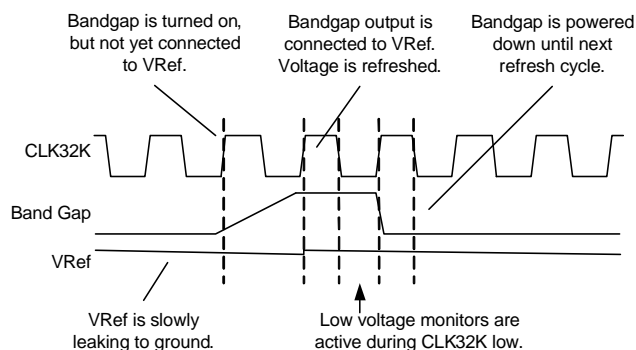 Bandgap is turned on,
but not yet connected
to VRef.
Bandgap output is
connected to VRef.
Voltage is refreshed.
Bandgap is powered
down until next
refresh cycle.
CLK32K
Band Gap
VRef
VRef is slowly
leaking to ground.
Low voltage monitors are
active during CLK32K low.